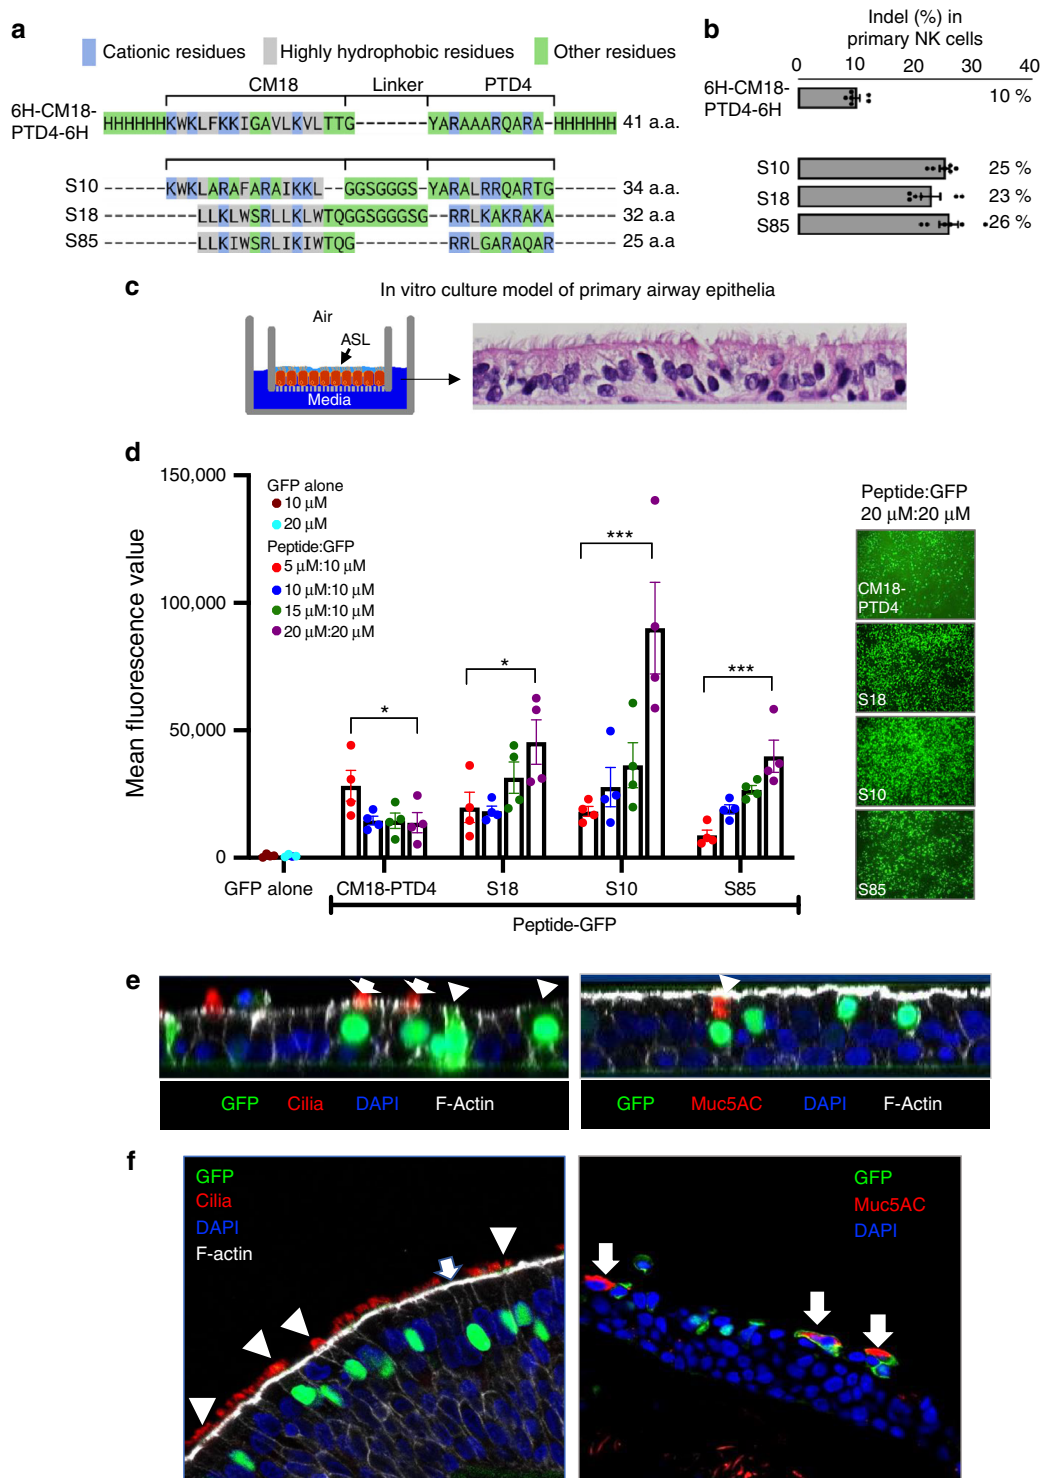 a
Cationic residues
Highly hydrophobic residues
Other residues
CM18 Linker PTD4
6H-CM18-PTD4-6H HHHHHHKWKLFKKIGAVLKVLTTG-------YARAAARQARA-HHHHHH 41 a.a.
S10 ------KWKLARAFARAIKKL--GGSGGGS-YARALRRQARTG------ 34 a.a.
S18 ---------LLKLWSRLLKLWTQGGSGGGSG--RRLKAKRAKA------ 32 a.a
S85 ---------LLKIWSRLIKIWTQG---------RRLGARAQAR------ 25 a.a
b
Indel (%) in
primary NK cells
0 10 20 30 40
6H-CM18-
PTD4-6H
10 %
S10 25 %
S18 23 %
S85 26 %
c
In vitro culture model of primary airway epithelia
Air
ASL
Media
d
Mean fluorescence value
150,000
100,000
50,000
0
GFP alone
10 µM
20 µM
Peptide:GFP
5 µM:10 µM
10 µM:10 µM
15 µM:10 µM
20 µM:20 µM
*
*
***
***
GFP alone CM18-PTD4 S18 S10 S85
Peptide-GFP
Peptide:GFP
20 µM:20 µM
CM18-
PTD4
S18
S10
S85
e
GFP Cilia DAPI F-Actin
GFP Muc5AC DAPI F-Actin
f
GFP
Cilia
DAPI
F-actin
GFP
Muc5AC
DAPI